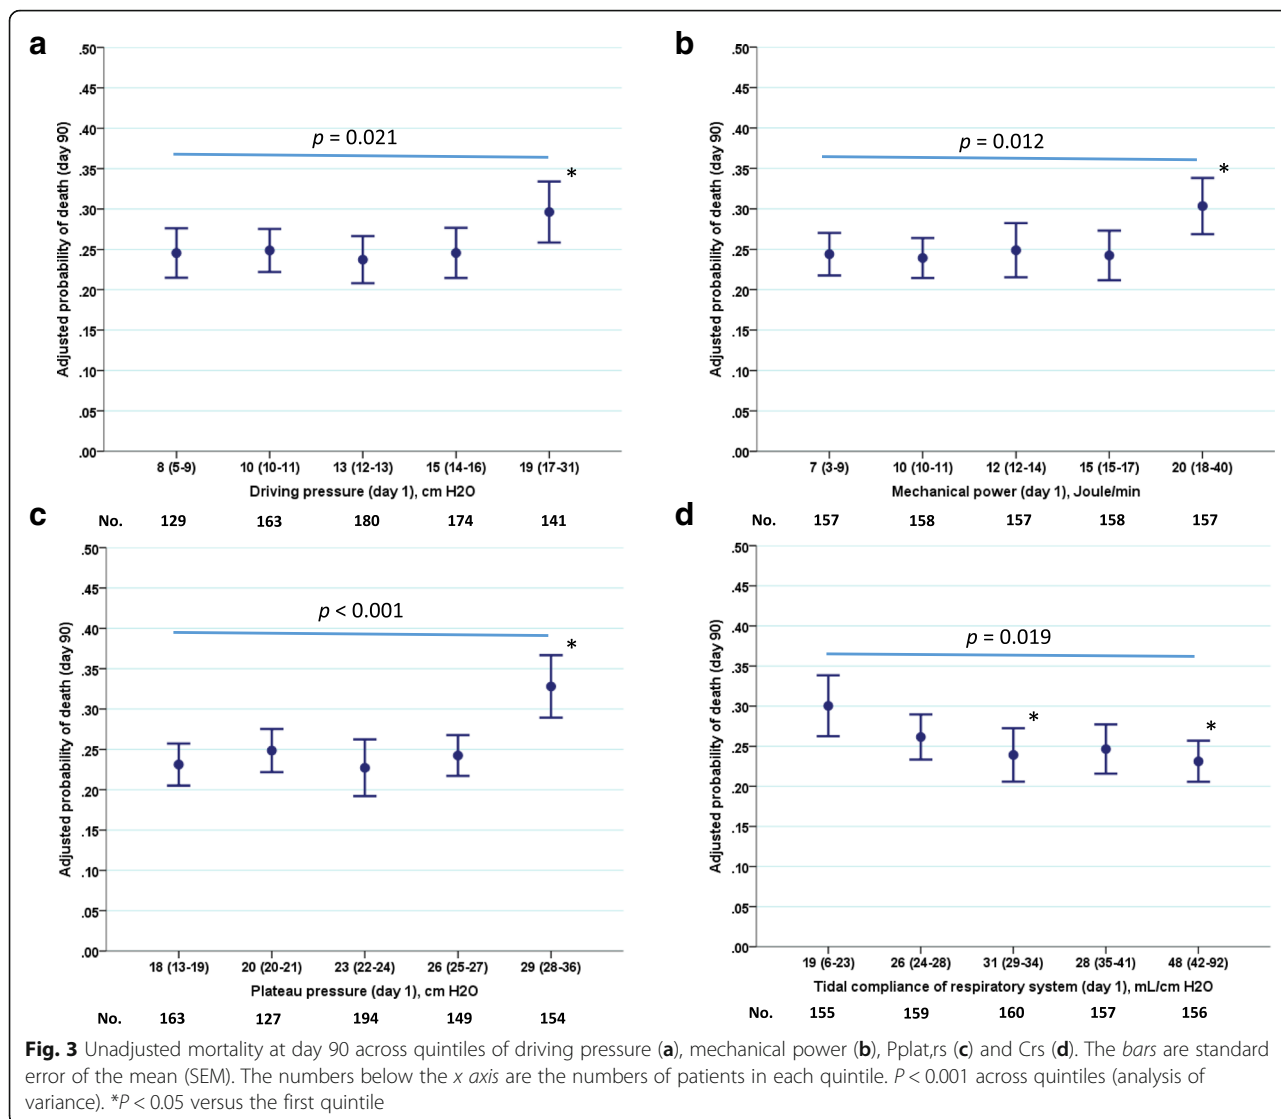 a
.50
.45
.40
.35
.30
.25
.20
.15
.10
.05
.00
Adjusted probability of death (day 90)
p = 0.021
*
8 (5-9) 10 (10-11) 13 (12-13) 15 (14-16) 19 (17-31)
Driving pressure (day 1), cm H2O
No. 129 163 180 174 141
b
.50
.45
.40
.35
.30
.25
.20
.15
.10
.05
.00
Adjusted probability of death (day 90)
p = 0.012
*
7 (3-9) 10 (10-11) 12 (12-14) 15 (15-17) 20 (18-40)
Mechanical power (day 1), Joule/min
No. 157 158 157 158 157
c
.50
.45
.40
.35
.30
.25
.20
.15
.10
.05
.00
Adjusted probability of death (day 90)
p < 0.001
*
18 (13-19) 20 (20-21) 23 (22-24) 26 (25-27) 29 (28-36)
Plateau pressure (day 1), cm H2O
No. 163 127 194 149 154
d
.50
.45
.40
.35
.30
.25
.20
.15
.10
.05
.00
Adjusted probability of death (day 90)
p = 0.019
* *
19 (6-23) 26 (24-28) 31 (29-34) 28 (35-41) 48 (42-92)
Tidal compliance of respiratory system (day 1), mL/cm H2O
No. 155 159 160 157 156
Fig. 3 Unadjusted mortality at day 90 across quintiles of driving pressure (a), mechanical power (b), Pplat,rs (c) and Crs (d). The bars are standard
error of the mean (SEM). The numbers below the x axis are the numbers of patients in each quintile. P < 0.001 across quintiles (analysis of
variance). *P < 0.05 versus the first quintile